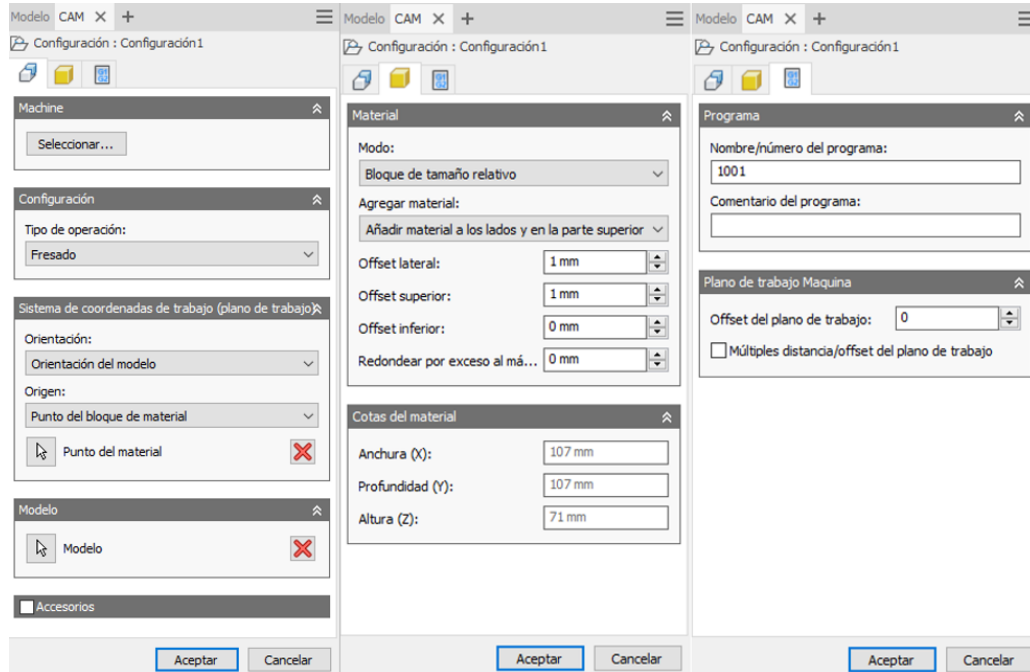 Modelo CAM X +
Configuración : Configuración1
Machine
Seleccionar...
Configuración
Tipo de operación:
Fresado
Sistema de coordenadas de trabajo (plano de trabajo)
Orientación:
Orientación del modelo
Origen:
Punto del bloque de material
Punto del material
Modelo
Modelo
Accesorios
Aceptar Cancelar
Modelo CAM X +
Configuración : Configuración1
Material
Modo:
Bloque de tamaño relativo
Agregar material:
Añadir material a los lados y en la parte superior
Offset lateral: 1 mm
Offset superior: 1 mm
Offset inferior: 0 mm
Redondear por exceso al má... 0 mm
Cotas del material
Anchura (X): 107 mm
Profundidad (Y): 107 mm
Altura (Z): 71 mm
Aceptar Cancelar
Modelo CAM X +
Configuración : Configuración1
Programa
Nombre/número del programa:
1001
Comentario del programa:
Plano de trabajo Maquina
Offset del plano de trabajo: 0
Múltiples distancia/offset del plano de trabajo
Aceptar Cancelar